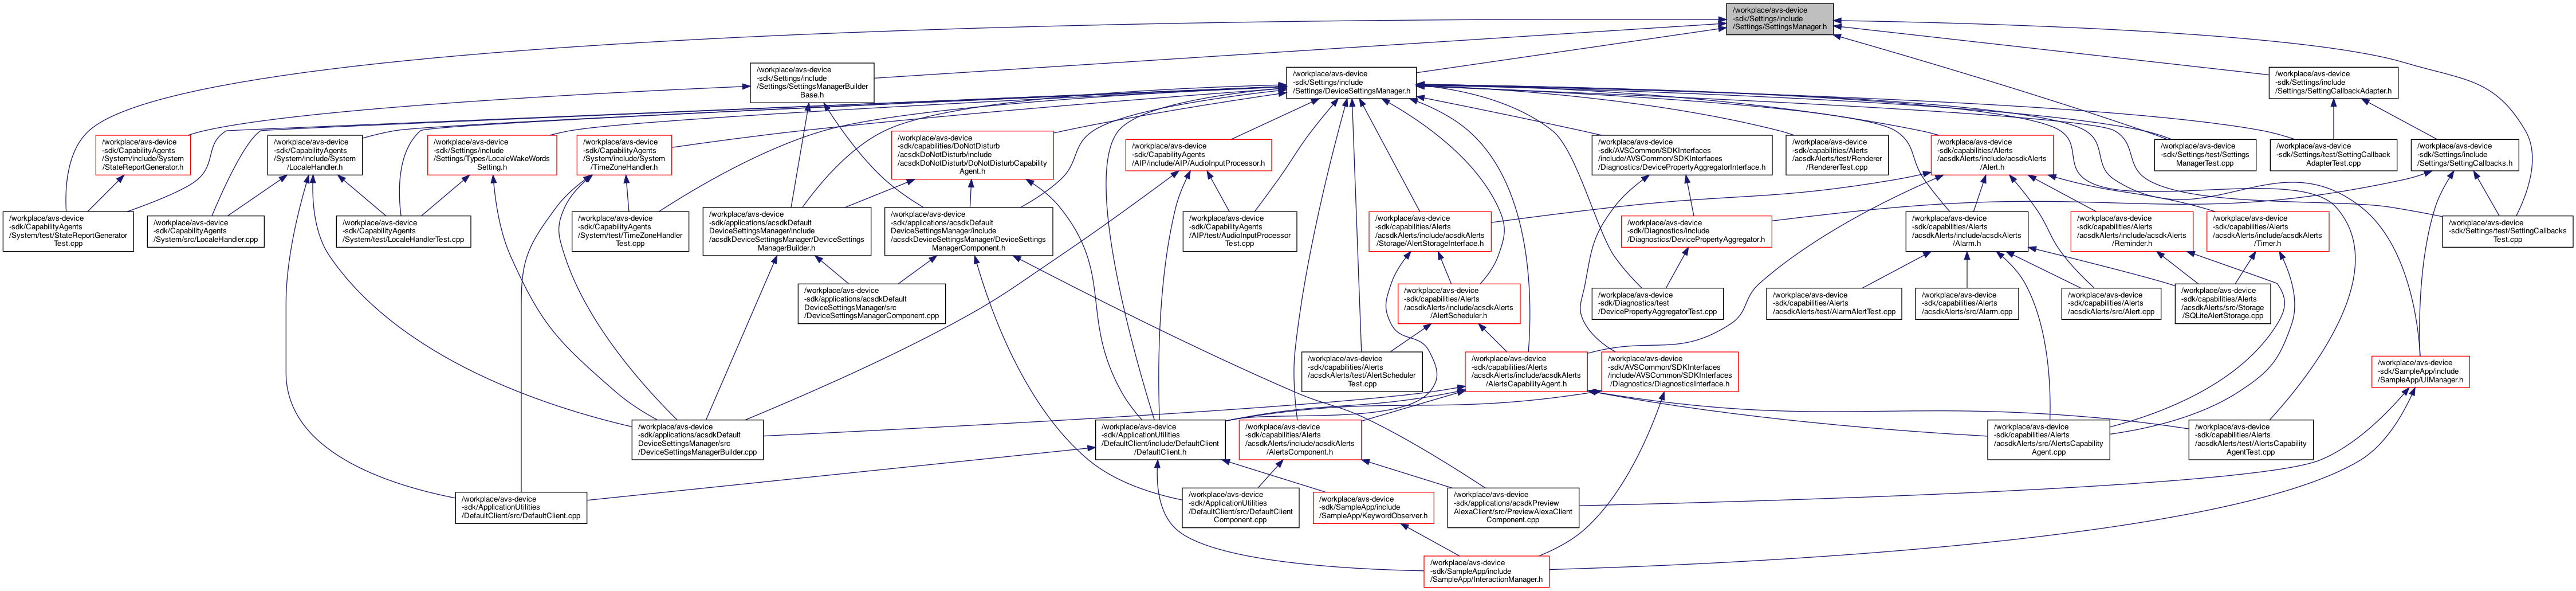 /workplace/avs-device
-sdk/Settings/include
/Settings/SettingsManager.h
/workplace/avs-device
-sdk/Settings/include
/Settings/SettingsManagerBuilder
Base.h
/workplace/avs-device
-sdk/Settings/include
/Settings/DeviceSettingsManager.h
/workplace/avs-device
-sdk/Settings/include
/Settings/SettingCallbackAdapter.h
/workplace/avs-device
-sdk/CapabilityAgents
/System/include/System
/StateReportGenerator.h
/workplace/avs-device
-sdk/CapabilityAgents
/System/include/System
/LocaleHandler.h
/workplace/avs-device
-sdk/Settings/include
/Settings/Types/LocaleWakeWords
Setting.h
/workplace/avs-device
-sdk/CapabilityAgents
/System/include/System
/TimeZoneHandler.h
/workplace/avs-device
-sdk/capabilities/DoNotDisturb
/acsdkDoNotDisturb/include
/acsdkDoNotDisturb/DoNotDisturbCapability
Agent.h
/workplace/avs-device
-sdk/CapabilityAgents
/AIP/include/AIP/AudioInputProcessor.h
/workplace/avs-device
-sdk/AVSCommon/SDKInterfaces
/include/AVSCommon/SDKInterfaces
/Diagnostics/DevicePropertyAggregatorInterface.h
/workplace/avs-device
-sdk/capabilities/Alerts
/acsdkAlerts/test/Renderer
/RendererTest.cpp
/workplace/avs-device
-sdk/capabilities/Alerts
/acsdkAlerts/include/acsdkAlerts
/Alert.h
/workplace/avs-device
-sdk/Settings/test/Settings
ManagerTest.cpp
/workplace/avs-device
-sdk/Settings/test/SettingCallback
AdapterTest.cpp
/workplace/avs-device
-sdk/Settings/include
/Settings/SettingCallbacks.h
/workplace/avs-device
-sdk/CapabilityAgents
/System/test/StateReportGenerator
Test.cpp
/workplace/avs-device
-sdk/CapabilityAgents
/System/src/LocaleHandler.cpp
/workplace/avs-device
-sdk/CapabilityAgents
/System/test/LocaleHandlerTest.cpp
/workplace/avs-device
-sdk/CapabilityAgents
/System/test/TimeZoneHandler
Test.cpp
/workplace/avs-device
-sdk/applications/acsdkDefault
DeviceSettingsManager/include
/acsdkDeviceSettingsManager/DeviceSettings
ManagerBuilder.h
/workplace/avs-device
-sdk/applications/acsdkDefault
DeviceSettingsManager/include
/acsdkDeviceSettingsManager/DeviceSettings
ManagerComponent.h
/workplace/avs-device
-sdk/CapabilityAgents
/AIP/test/AudioInputProcessor
Test.cpp
/workplace/avs-device
-sdk/capabilities/Alerts
/acsdkAlerts/include/acsdkAlerts
/Storage/AlertStorageInterface.h
/workplace/avs-device
-sdk/Diagnostics/include
/Diagnostics/DevicePropertyAggregator.h
/workplace/avs-device
-sdk/capabilities/Alerts
/acsdkAlerts/include/acsdkAlerts
/Alarm.h
/workplace/avs-device
-sdk/capabilities/Alerts
/acsdkAlerts/include/acsdkAlerts
/Reminder.h
/workplace/avs-device
-sdk/capabilities/Alerts
/acsdkAlerts/include/acsdkAlerts
/Timer.h
/workplace/avs-device
-sdk/Settings/test/SettingCallbacks
Test.cpp
/workplace/avs-device
-sdk/applications/acsdkDefault
DeviceSettingsManager/src
/DeviceSettingsManagerComponent.cpp
/workplace/avs-device
-sdk/capabilities/Alerts
/acsdkAlerts/include/acsdkAlerts
/AlertScheduler.h
/workplace/avs-device
-sdk/Diagnostics/test
/DevicePropertyAggregatorTest.cpp
/workplace/avs-device
-sdk/capabilities/Alerts
/acsdkAlerts/test/AlarmAlertTest.cpp
/workplace/avs-device
-sdk/capabilities/Alerts
/acsdkAlerts/src/Alarm.cpp
/workplace/avs-device
-sdk/capabilities/Alerts
/acsdkAlerts/src/Alert.cpp
/workplace/avs-device
-sdk/capabilities/Alerts
/acsdkAlerts/src/Storage
/SQLiteAlertStorage.cpp
/workplace/avs-device
-sdk/capabilities/Alerts
/acsdkAlerts/test/AlertScheduler
Test.cpp
/workplace/avs-device
-sdk/capabilities/Alerts
/acsdkAlerts/include/acsdkAlerts
/AlertsCapabilityAgent.h
/workplace/avs-device
-sdk/AVSCommon/SDKInterfaces
/include/AVSCommon/SDKInterfaces
/Diagnostics/DiagnosticsInterface.h
/workplace/avs-device
-sdk/SampleApp/include
/SampleApp/UIManager.h
/workplace/avs-device
-sdk/applications/acsdkDefault
DeviceSettingsManager/src
/DeviceSettingsManagerBuilder.cpp
/workplace/avs-device
-sdk/ApplicationUtilities
/DefaultClient/include/DefaultClient
/DefaultClient.h
/workplace/avs-device
-sdk/capabilities/Alerts
/acsdkAlerts/include/acsdkAlerts
/AlertsComponent.h
/workplace/avs-device
-sdk/capabilities/Alerts
/acsdkAlerts/src/AlertsCapability
Agent.cpp
/workplace/avs-device
-sdk/capabilities/Alerts
/acsdkAlerts/test/AlertsCapability
AgentTest.cpp
/workplace/avs-device
-sdk/ApplicationUtilities
/DefaultClient/src/DefaultClient.cpp
/workplace/avs-device
-sdk/ApplicationUtilities
/DefaultClient/src/DefaultClient
Component.cpp
/workplace/avs-device
-sdk/SampleApp/include
/SampleApp/KeywordObserver.h
/workplace/avs-device
-sdk/applications/acsdkPreview
AlexaClient/src/PreviewAlexaClient
Component.cpp
/workplace/avs-device
-sdk/SampleApp/include
/SampleApp/InteractionManager.h